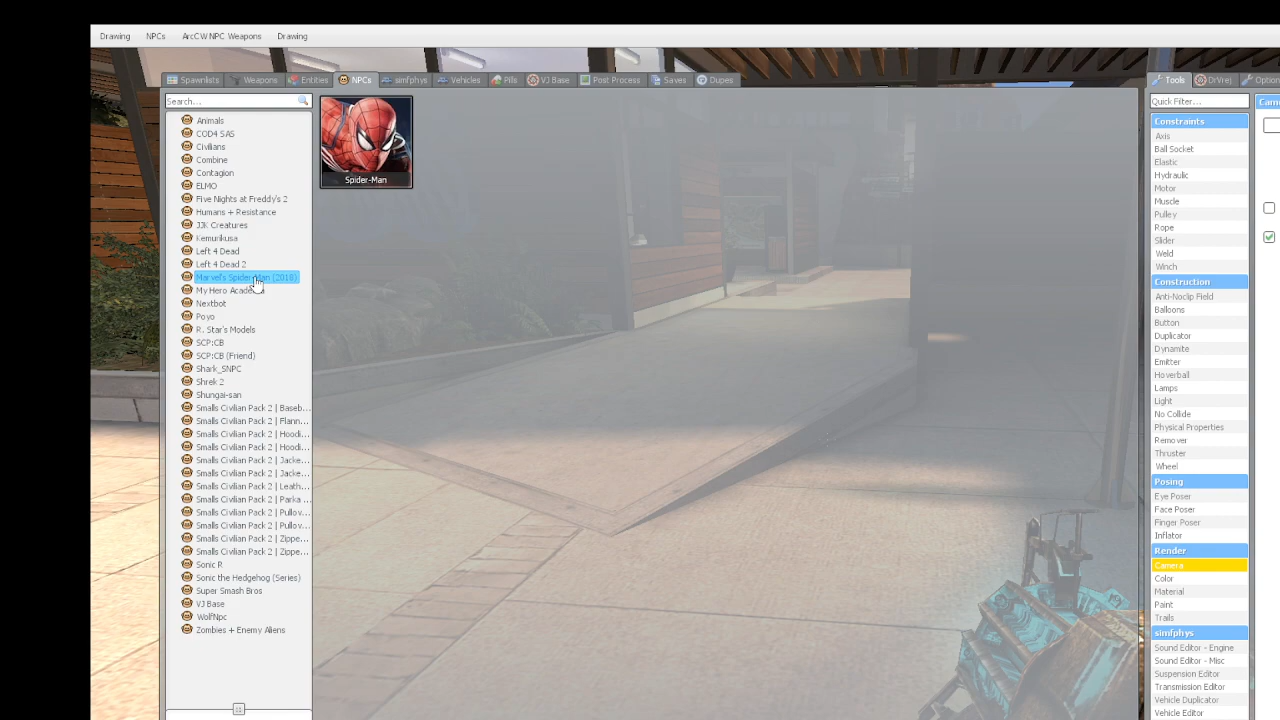 Drawing NPCs ArcCW NPC Weapons Drawing
Spawnlists Weapons Entities NPCs simfphys Vehicles Pills VJ Base Post Process Saves Dupes
Search...
Animals
COD4 SAS
Civilians
Combine
Contagion
ELMO
Five Nights at Freddy's 2
Humans + Resistance
JJK Creatures
Kemurikusa
Left 4 Dead
Left 4 Dead 2
Marvel's Spider-Man (2018)
My Hero Academia
Nextbot
Poyo
R. Star's Models
SCP:CB
SCP:CB (Friend)
Shark_SNPC
Shrek 2
Shungai-san
Smalls Civilian Pack 2 | Baseb...
Smalls Civilian Pack 2 | Flann...
Smalls Civilian Pack 2 | Hoodi...
Smalls Civilian Pack 2 | Hoodi...
Smalls Civilian Pack 2 | Jacke...
Smalls Civilian Pack 2 | Jacke...
Smalls Civilian Pack 2 | Leath...
Smalls Civilian Pack 2 | Parka ...
Smalls Civilian Pack 2 | Pullov...
Smalls Civilian Pack 2 | Pullov...
Smalls Civilian Pack 2 | Zippe...
Smalls Civilian Pack 2 | Zippe...
Sonic R
Sonic the Hedgehog (Series)
Super Smash Bros
VJ Base
WolfNpc
Zombies + Enemy Aliens
Spider-Man
Tools DrVrej Option
Quick Filter...
Constraints
Axis
Ball Socket
Elastic
Hydraulic
Motor
Muscle
Pulley
Rope
Slider
Weld
Winch
Construction
Anti-Noclip Field
Balloons
Button
Duplicator
Dynamite
Emitter
Hoverball
Lamps
Light
No Collide
Physical Properties
Remover
Thruster
Wheel
Posing
Eye Poser
Face Poser
Finger Poser
Inflator
Render
Camera
Color
Material
Paint
Trails
simfphys
Sound Editor - Engine
Sound Editor - Misc
Suspension Editor
Transmission Editor
Vehicle Duplicator
Vehicle Editor
Came